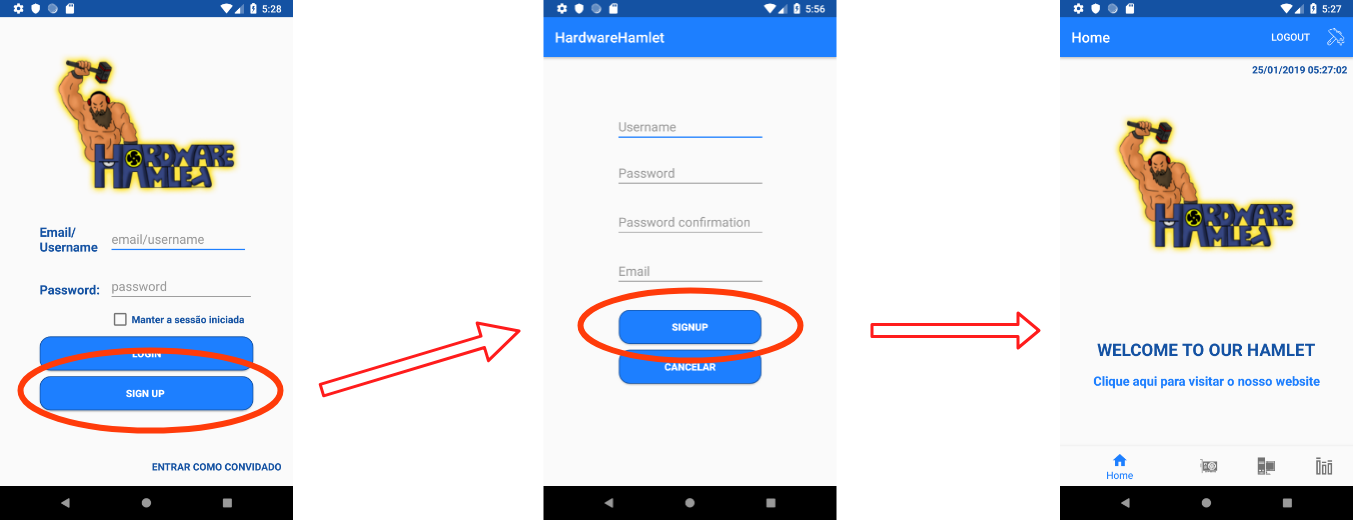 5:28
HARDWARE
HAMLET
Email/
Username
email/username
Password:
password
Manter a sessão iniciada
LOGIN
SIGN UP
ENTRAR COMO CONVIDADO
5:56
HardwareHamlet
Username
Password
Password confirmation
Email
SIGNUP
CANCELAR
5:27
Home
LOGOUT
25/01/2019 05:27:02
HARDWARE
HAMLET
WELCOME TO OUR HAMLET
Clique aqui para visitar o nosso website
Home